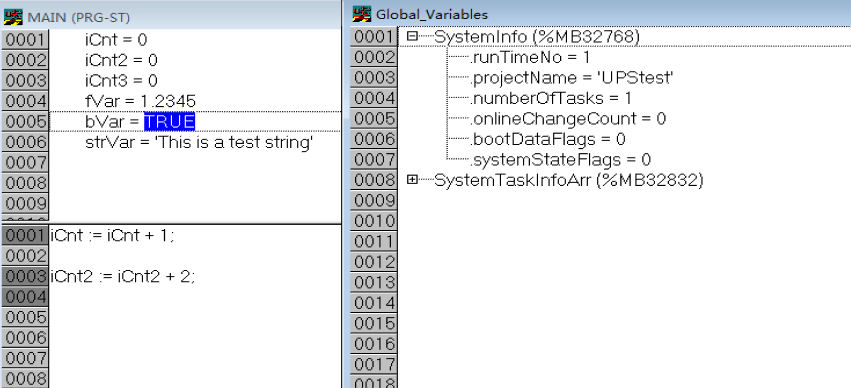 MAIN (PRG-ST)
0001 iCnt = 0
0002 iCnt2 = 0
0003 iCnt3 = 0
0004 fVar = 1.2345
0005 bVar = TRUE
0006 strVar = 'This is a test string'
0007
0008
0009
0001 iCnt := iCnt + 1;
0002
0003 iCnt2 := iCnt2 + 2;
0004
0005
0006
0007
0008
Global_Variables
0001 SystemInfo (%MB32768)
0002 .runTimeNo = 1
0003 .projectName = 'UPStest'
0004 .numberOfTasks = 1
0005 .onlineChangeCount = 0
0006 .bootDataFlags = 0
0007 .systemStateFlags = 0
0008 SystemTaskInfoArr (%MB32832)
0009
0010
0011
0012
0013
0014
0015
0016
0017
0018